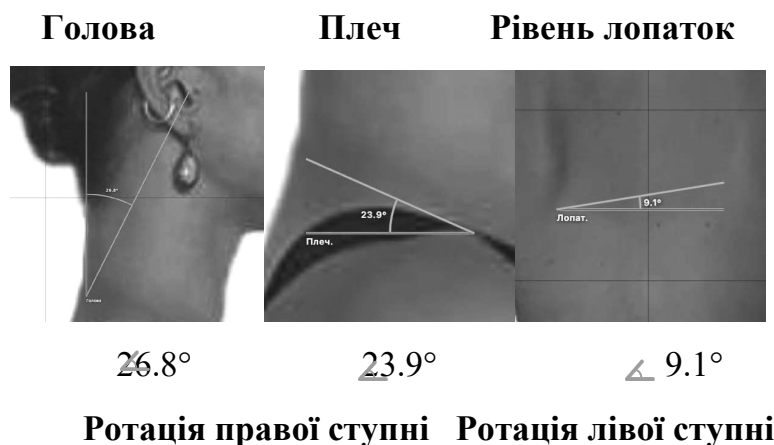 Голова Плеч Рівень лопаток
26.8°
Голова
23.9°
Плеч.
9.1°
Лопат.
26.8° 23.9° 9.1°
Ротація правої ступні Ротація лівої ступні